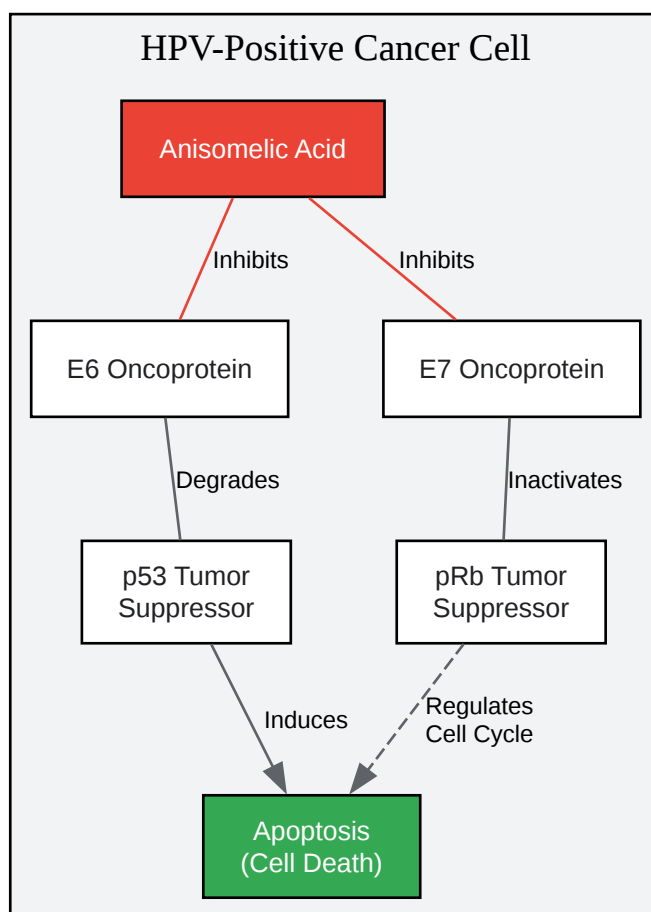 HPV-Positive Cancer Cell
Anisomelic Acid
Inhibits
Inhibits
E6 Oncoprotein
E7 Oncoprotein
Degrades
Inactivates
p53 Tumor
Suppressor
pRb Tumor
Suppressor
Induces
Regulates
Cell Cycle
Apoptosis
(Cell Death)